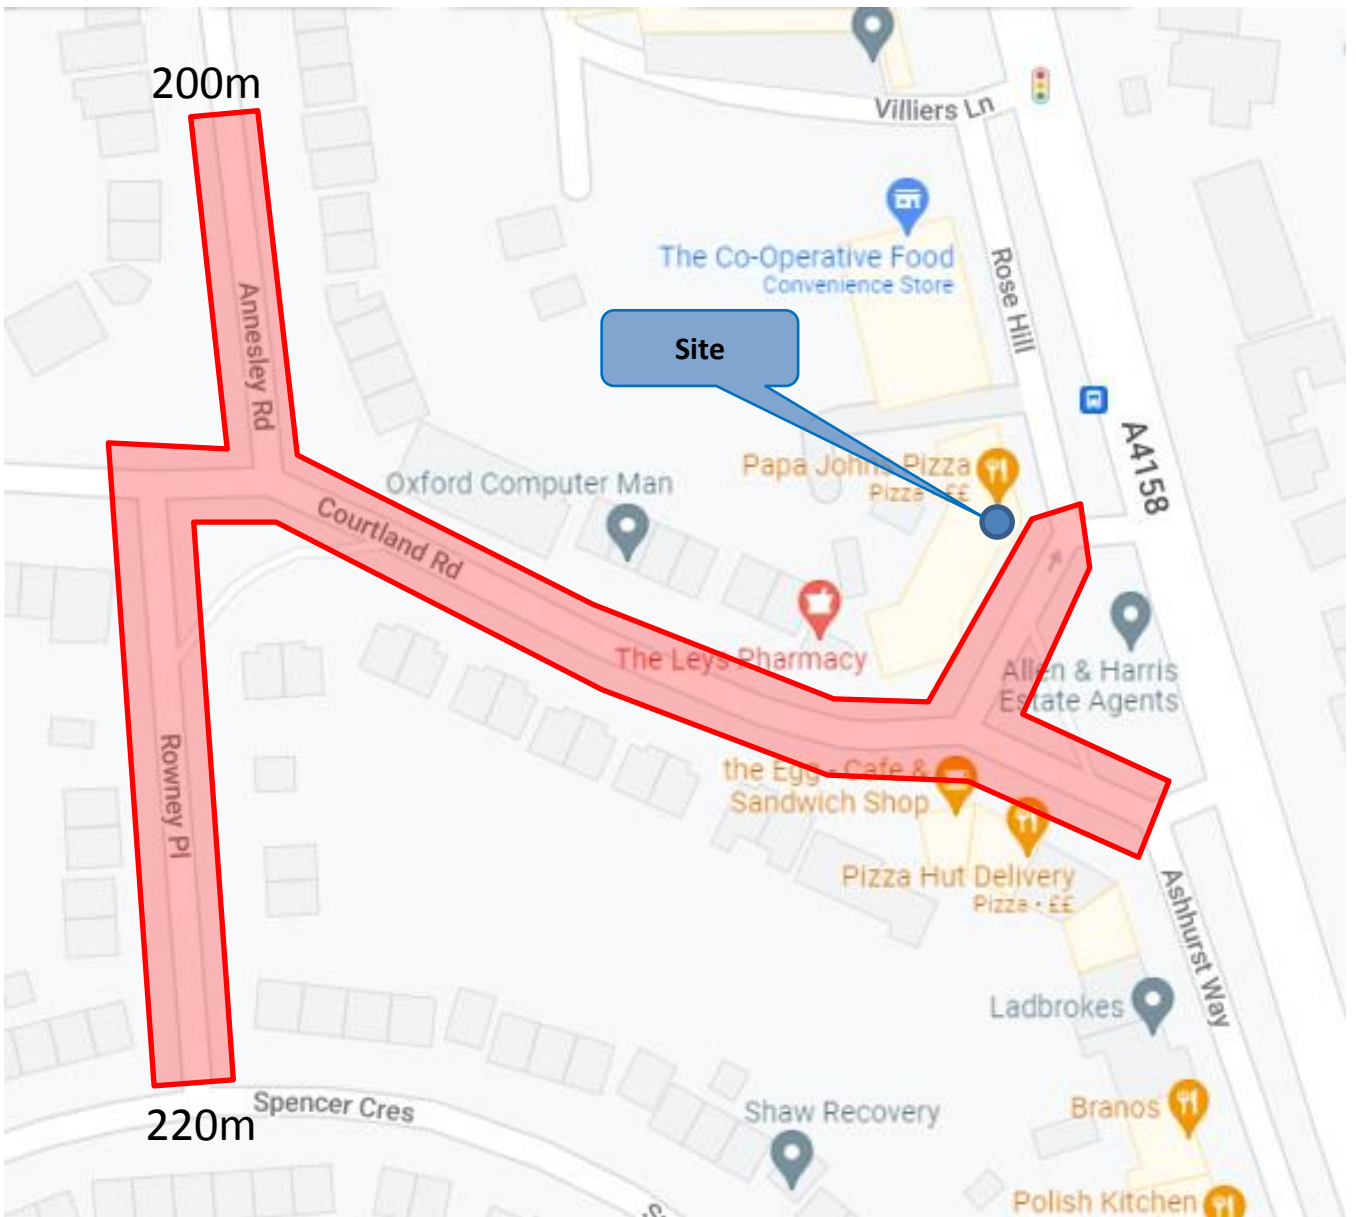 200m
Villiers Ln
The Co-Operative Food
Convenience Store
Rose Hill
Annesley Rd
Site
A4158
Papa Johns Pizza
Pizza • ££
Oxford Computer Man
Courtland Rd
The Leys Pharmacy
Allen & Harris
Estate Agents
Rowney Pl
the Egg - Cafe &
Sandwich Shop
Pizza Hut Delivery
Pizza • ££
Ashhurst Way
Ladbrokes
Spencer Cres
220m
Shaw Recovery
Branos
Polish Kitchen